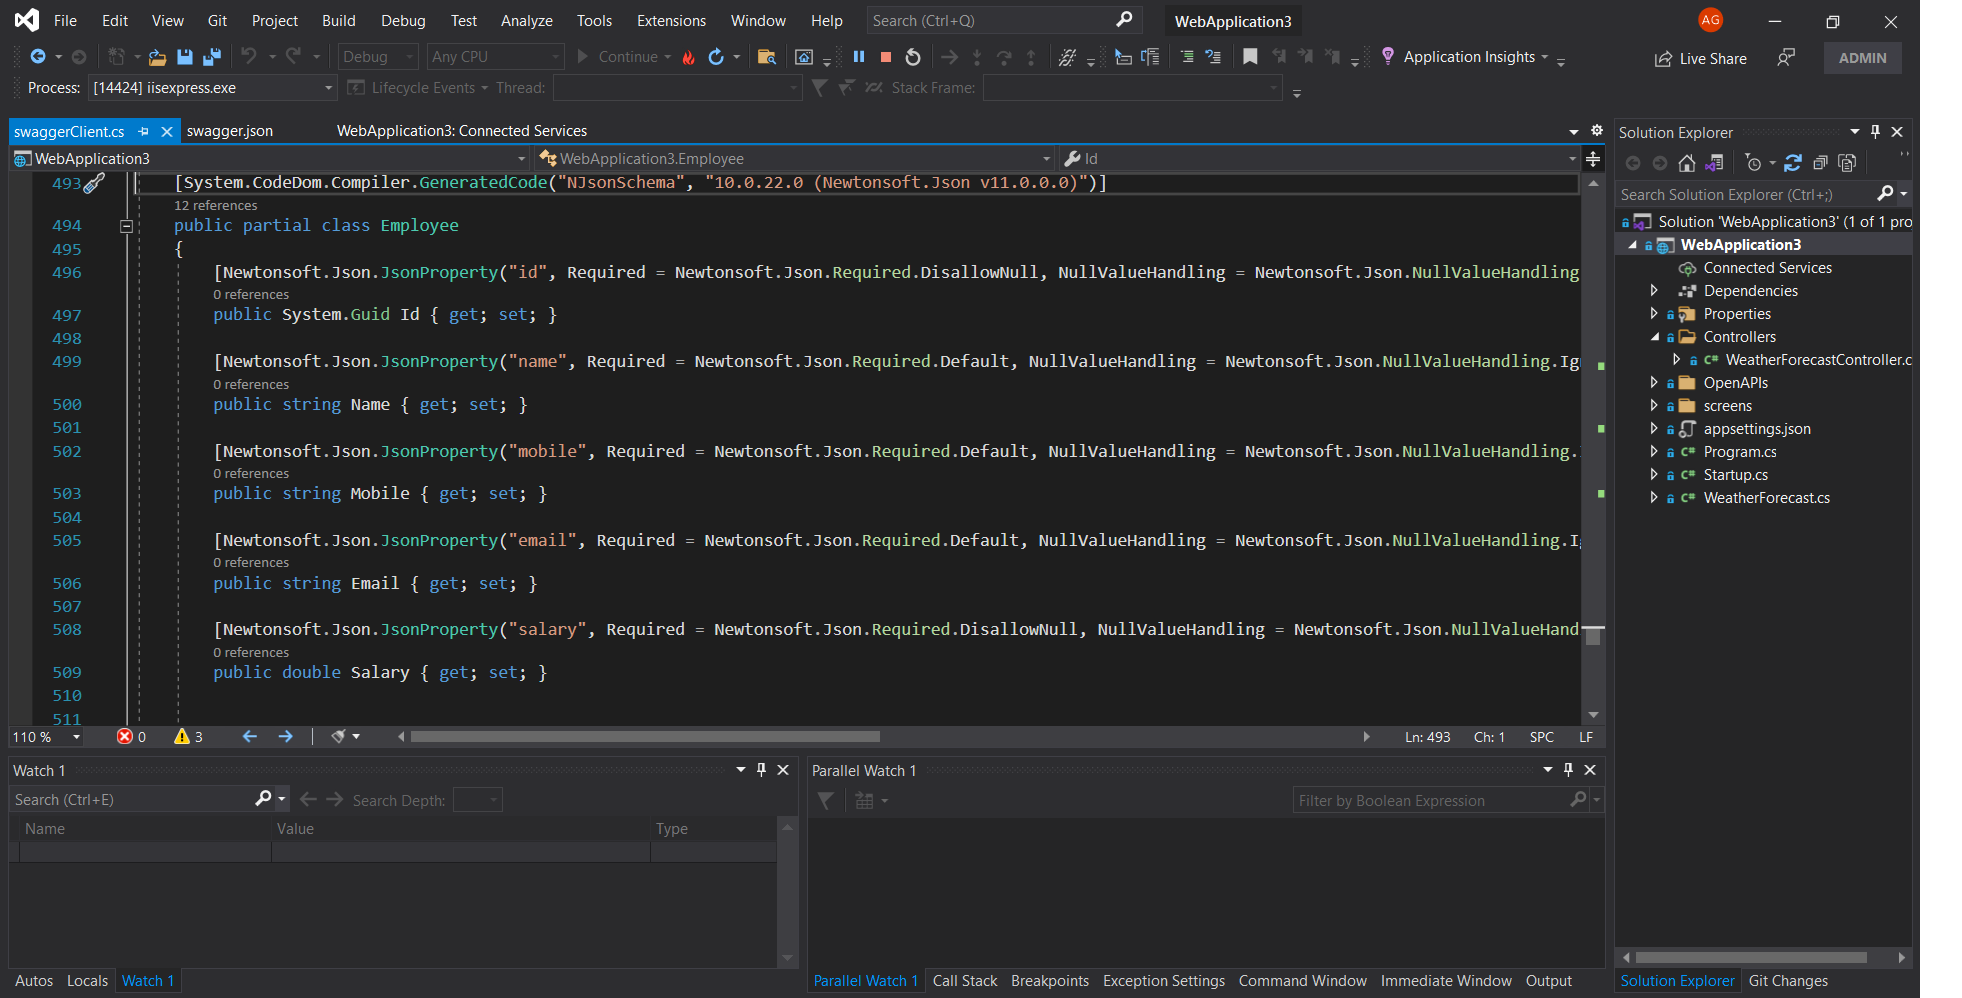 File Edit View Git Project Build Debug Test Analyze Tools Extensions Window Help Search (Ctrl+Q) WebApplication3 AG
Debug Any CPU Continue Application Insights Live Share ADMIN
Process: [14424] iisexpress.exe Lifecycle Events Thread: Stack Frame:
swaggerClient.cs swagger.json WebApplication3: Connected Services
WebApplication3 WebApplication3.Employee Id
493 [System.CodeDom.Compiler.GeneratedCode("NJsonSchema", "10.0.22.0 (Newtonsoft.Json v11.0.0.0)")]
12 references
494 public partial class Employee
495 {
496 [Newtonsoft.Json.JsonProperty("id", Required = Newtonsoft.Json.Required.DisallowNull, NullValueHandling = Newtonsoft.Json.NullValueHandling
0 references
497 public System.Guid Id { get; set; }
498
499 [Newtonsoft.Json.JsonProperty("name", Required = Newtonsoft.Json.Required.Default, NullValueHandling = Newtonsoft.Json.NullValueHandling.Ig
0 references
500 public string Name { get; set; }
501
502 [Newtonsoft.Json.JsonProperty("mobile", Required = Newtonsoft.Json.Required.Default, NullValueHandling = Newtonsoft.Json.NullValueHandling.
0 references
503 public string Mobile { get; set; }
504
505 [Newtonsoft.Json.JsonProperty("email", Required = Newtonsoft.Json.Required.Default, NullValueHandling = Newtonsoft.Json.NullValueHandling.Ig
0 references
506 public string Email { get; set; }
507
508 [Newtonsoft.Json.JsonProperty("salary", Required = Newtonsoft.Json.Required.DisallowNull, NullValueHandling = Newtonsoft.Json.NullValueHand
0 references
509 public double Salary { get; set; }
510
511
110 % 0 3 Ln: 493 Ch: 1 SPC LF
Solution Explorer
Search Solution Explorer (Ctrl+;)
Solution 'WebApplication3' (1 of 1 pro
WebApplication3
Connected Services
Dependencies
Properties
Controllers
C# WeatherForecastController.c
OpenAPIs
screens
appsettings.json
C# Program.cs
C# Startup.cs
C# WeatherForecast.cs
Watch 1
Search (Ctrl+E) Search Depth:
Name Value Type
Autos Locals Watch 1
Parallel Watch 1
Filter by Boolean Expression
Parallel Watch 1 Call Stack Breakpoints Exception Settings Command Window Immediate Window Output
Solution Explorer Git Changes